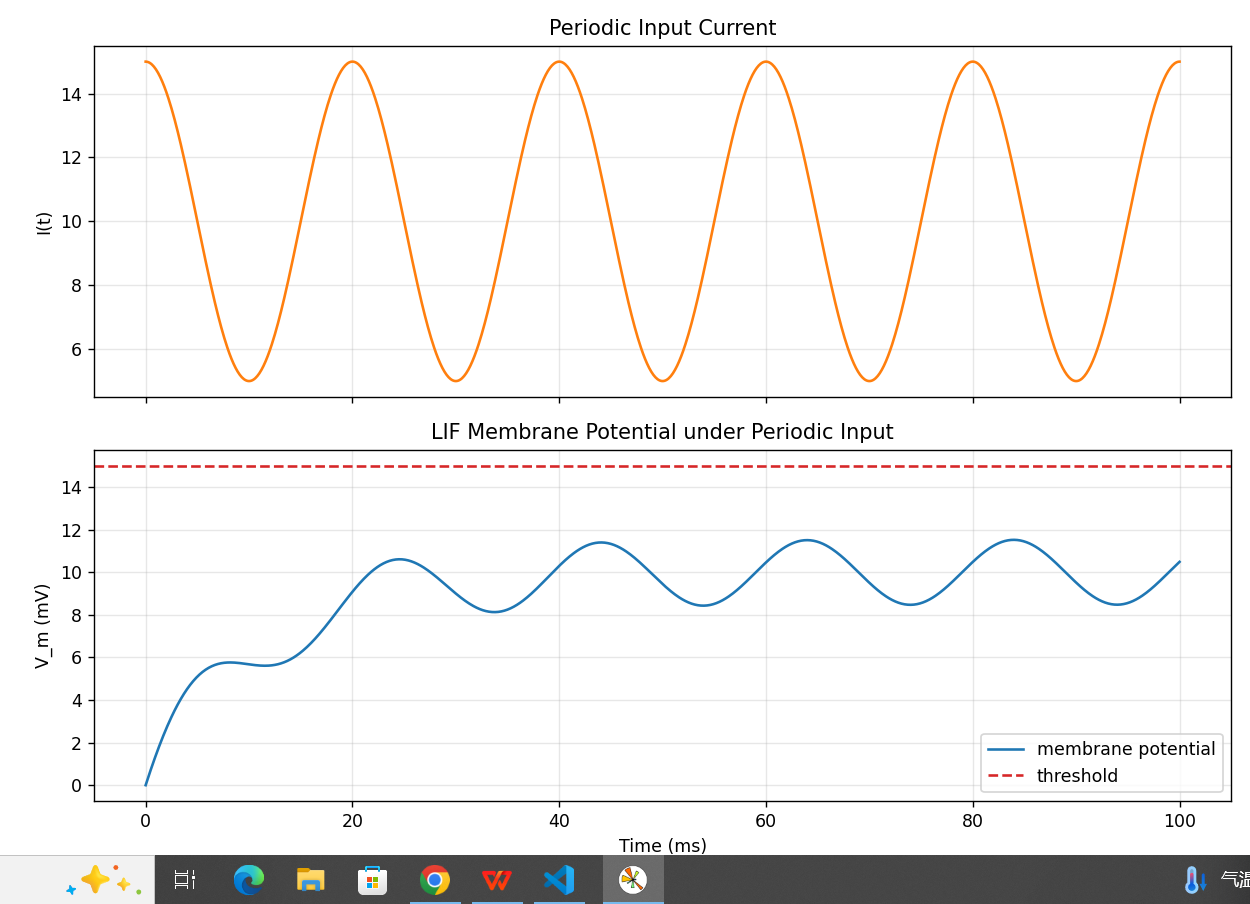 Periodic Input Current
14
12
10
8
6
I(t)
LIF Membrane Potential under Periodic Input
14
12
10
8
6
4
2
0
V_m (mV)
membrane potential
threshold
0 20 40 60 80 100
Time (ms)
气温